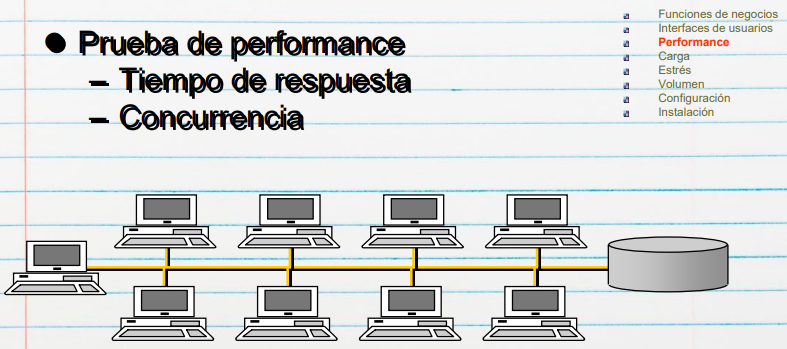 ● Prueba de performance
– Tiempo de respuesta
– Concurrencia
Funciones de negocios
Interfaces de usuarios
Performance
Carga
Estrés
Volumen
Configuración
Instalación